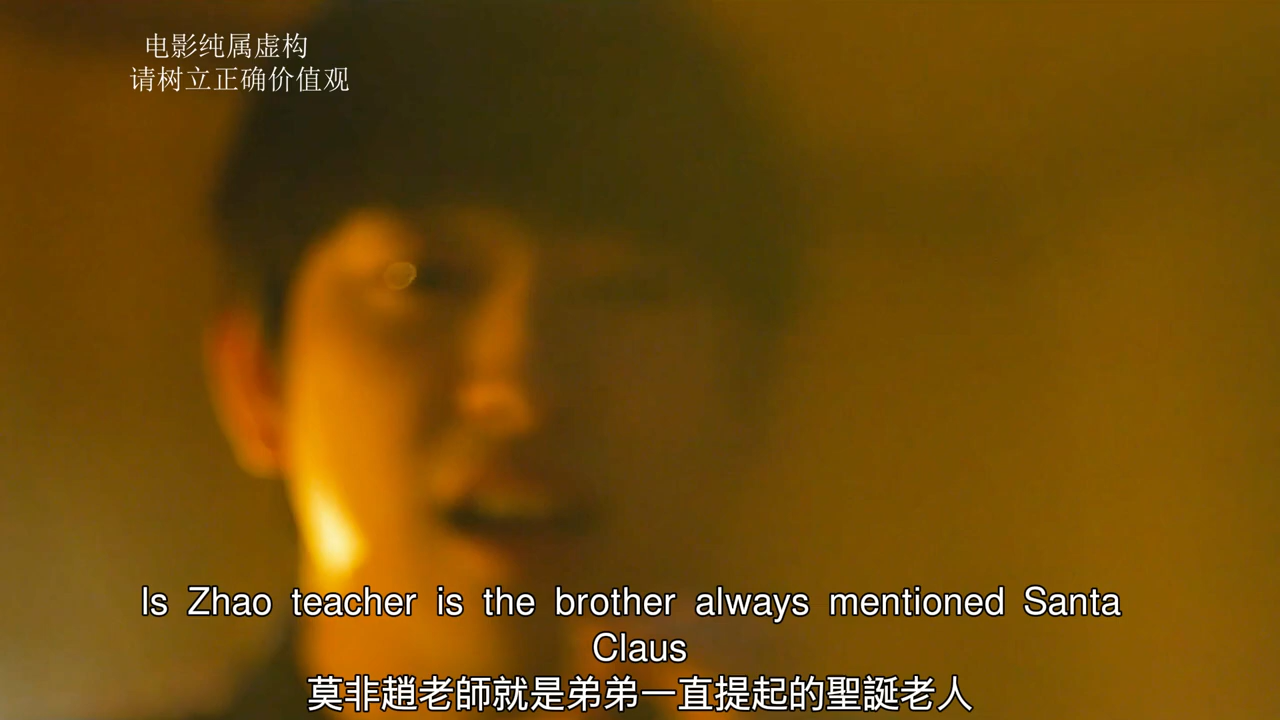 电影纯属虚构
请树立正确价值观
Is Zhao teacher is the brother always mentioned Santa
Claus
莫非趙老師就是弟弟一直提起的聖誕老人